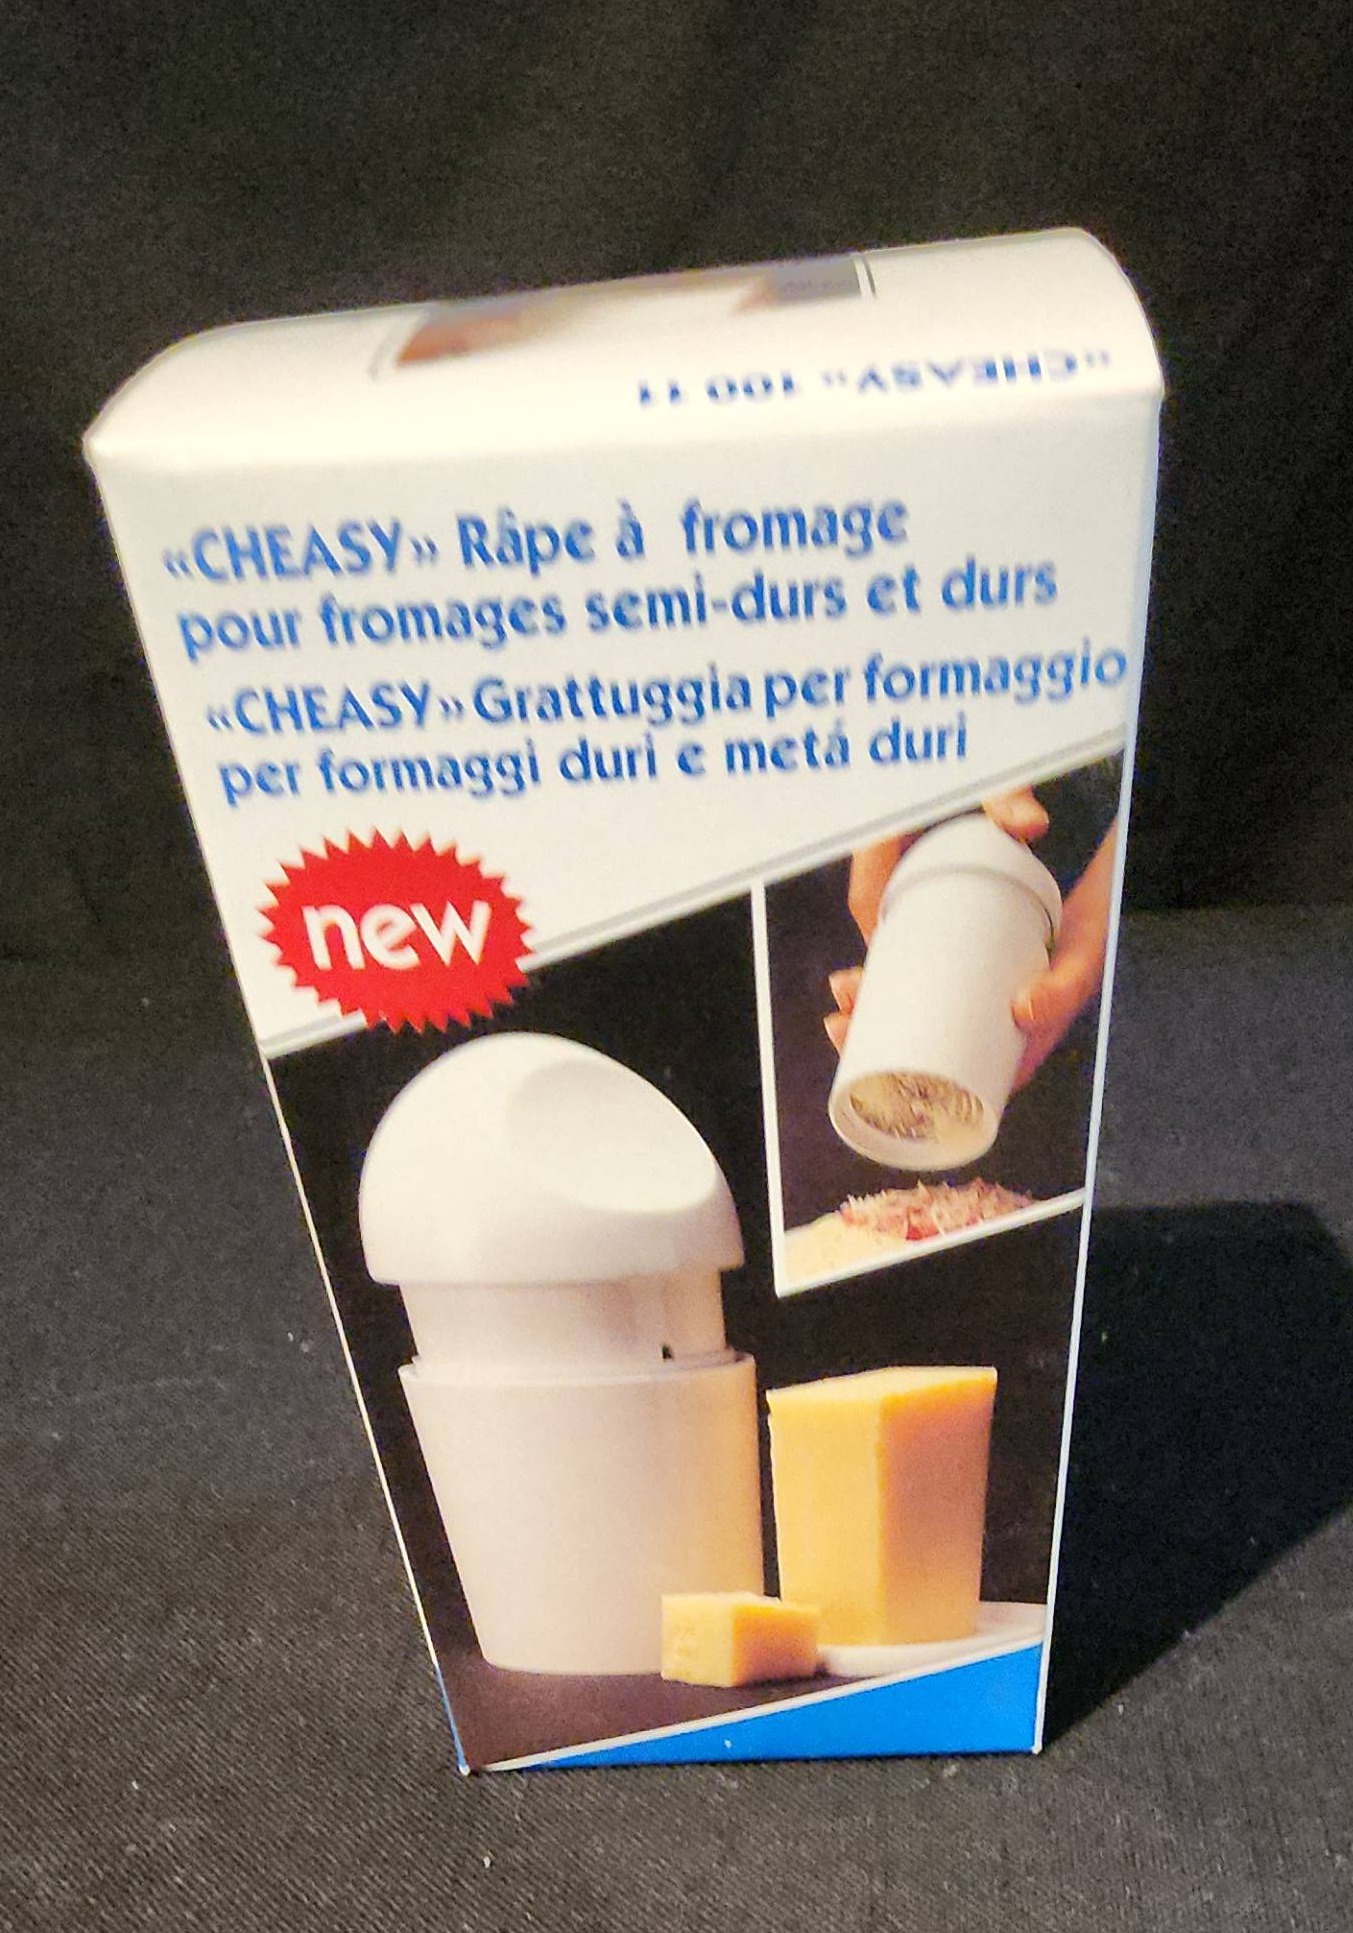 „CHEASY" 100 11
«CHEASY» Râpe à fromage
pour fromages semi-durs et durs
«CHEASY» Grattuggia per formaggio
per formaggi duri e metá duri
new